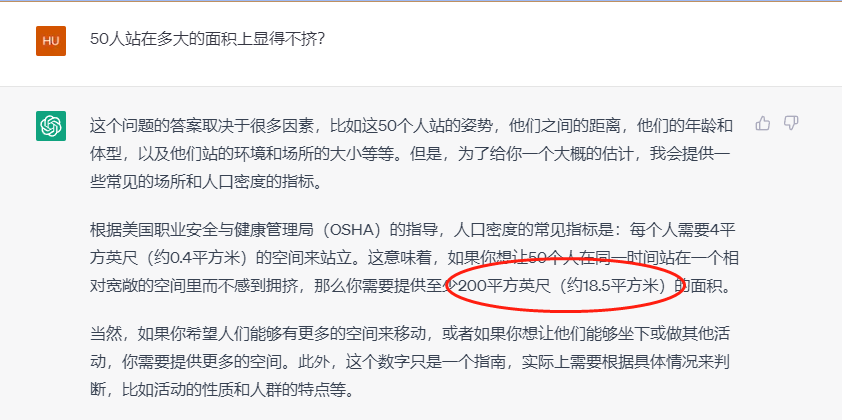 HU
50人站在多大的面积上显得不挤？
这个问题的答案取决于很多因素，比如这50个人站的姿势，他们之间的距离，他们的年龄和
体型，以及他们站的环境和场所的大小等等。但是，为了给你一个大概的估计，我会提供一
些常见的场所和人口密度的指标。
根据美国职业安全与健康管理局（OSHA）的指导，人口密度的常见指标是：每个人需要4平
方英尺（约0.4平方米）的空间来站立。这意味着，如果你想让50个人在同一时间站在一个相
对宽敞的空间里而不感到拥挤，那么你需要提供至少200平方英尺（约18.5平方米）的面积。
当然，如果你希望人们能够有更多的空间来移动，或者如果你想让他们能够坐下或做其他活
动，你需要提供更多的空间。此外，这个数字只是一个指南，实际上需要根据具体情况来判
断，比如活动的性质和人群的特点等。